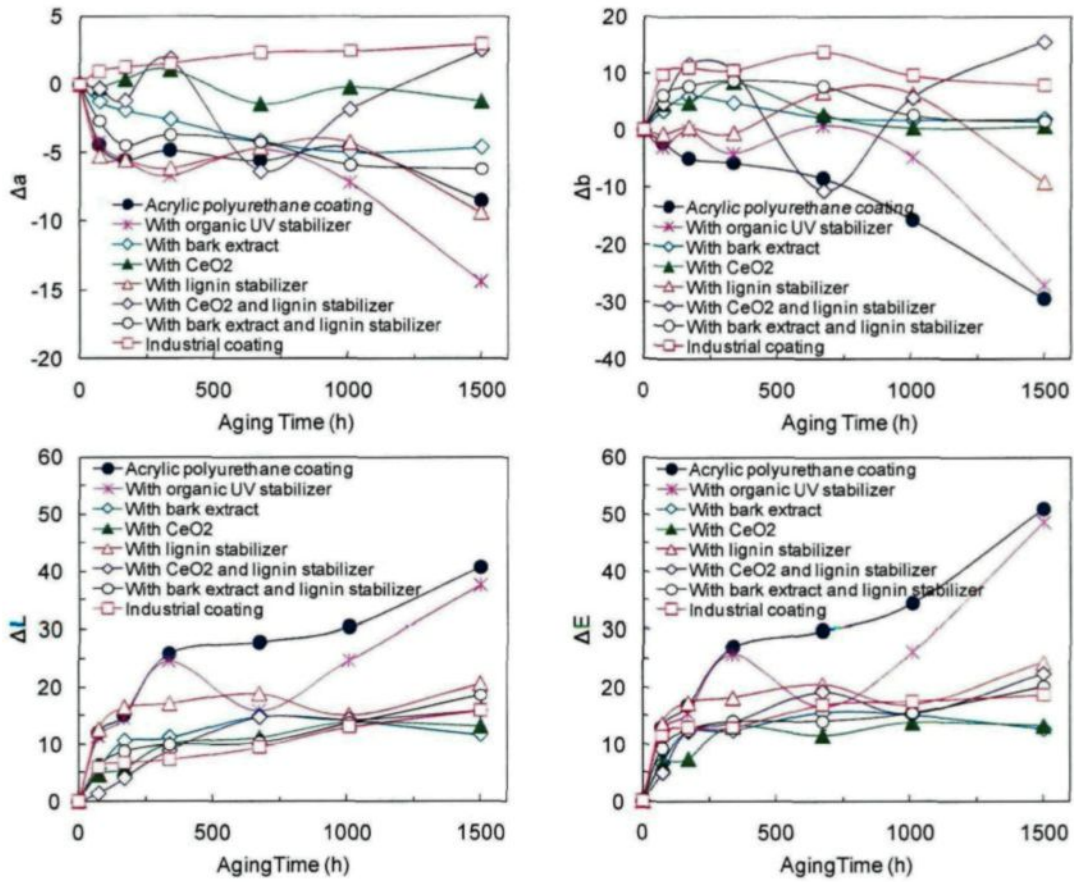 5
0
-5
-10
-15
-20
Δa
Acrylic polyurethane coating
With organic UV stabilizer
With bark extract
With CeO2
With lignin stabilizer
With CeO2 and lignin stabilizer
With bark extract and lignin stabilizer
Industrial coating
0 500 1000 1500
Aging Time (h)
20
10
0
-10
-20
-30
-40
Δb
Acrylic polyurethane coating
With organic UV stabilizer
With bark extract
With CeO2
With lignin stabilizer
With CeO2 and lignin stabilizer
With bark extract and lignin stabilizer
Industrial coating
0 500 1000 1500
Aging Time (h)
60
50
40
30
20
10
0
ΔL
Acrylic polyurethane coating
With organic UV stabilizer
With bark extract
With CeO2
With lignin stabilizer
With CeO2 and lignin stabilizer
With bark extract and lignin stabilizer
Industrial coating
0 500 1000 1500
Aging Time (h)
60
50
40
30
20
10
0
ΔE
Acrylic polyurethane coating
With organic UV stabilizer
With bark extract
With CeO2
With lignin stabilizer
With CeO2 and lignin stabilizer
With bark extract and lignin stabilizer
Industrial coating
0 500 1000 1500
Aging Time (h)